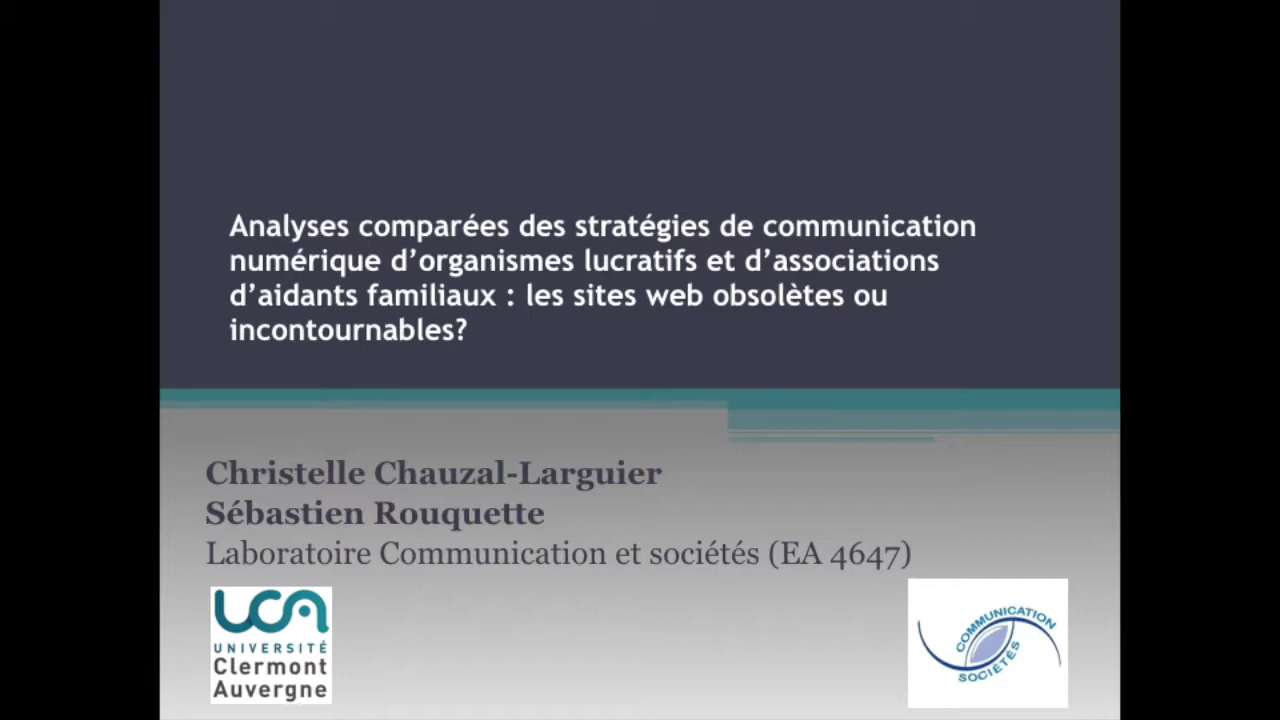 Analyses comparées des stratégies de communication
numérique d’organismes lucratifs et d’associations
d’aidants familiaux : les sites web obsolètes ou
incontournables?
Christelle Chauzal-Larguier
Sébastien Rouquette
Laboratoire Communication et sociétés (EA 4647)
UCA
UNIVERSITÉ
Clermont
Auvergne
COMMUNICATION
SOCIÉTÉS